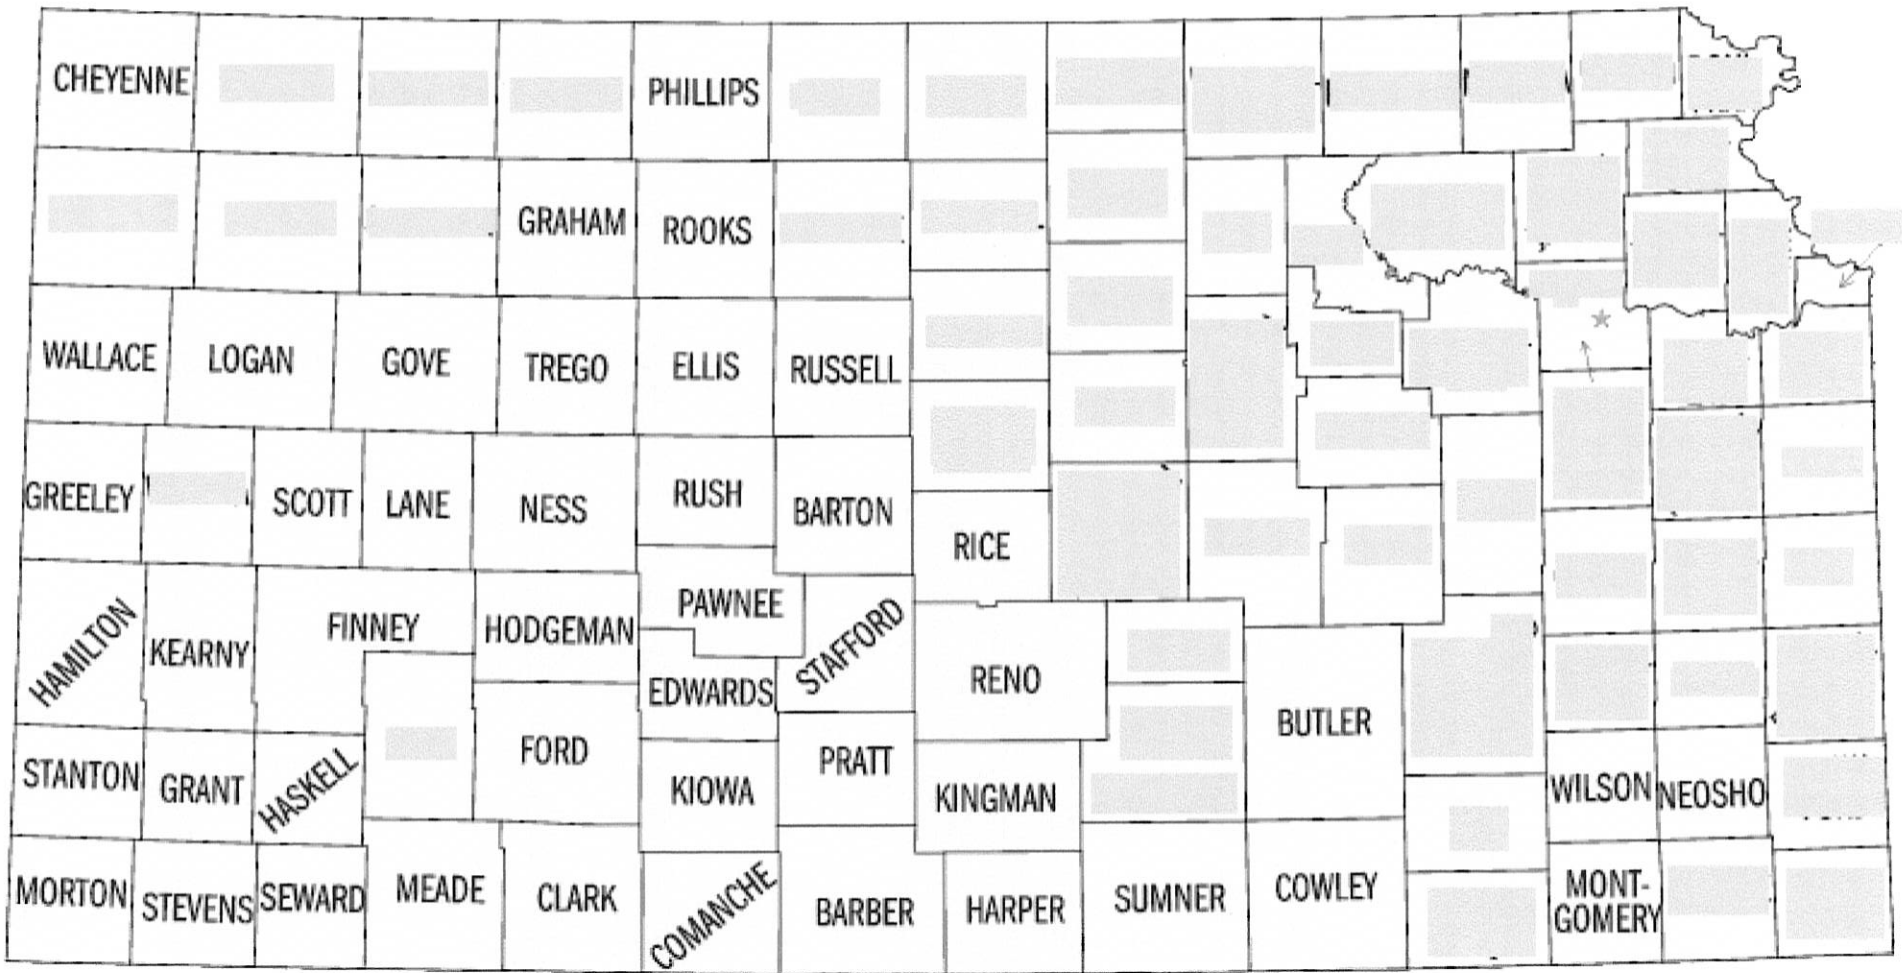 CHEYENNE
PHILLIPS
GRAHAM
ROOKS
WALLACE
LOGAN
GOVE
TREGO
ELLIS
RUSSELL
GREELEY
SCOTT
LANE
NESS
RUSH
BARTON
RICE
HAMILTON
KEARNY
FINNEY
HODGEMAN
PAWNEE
STAFFORD
EDWARDS
RENO
BUTLER
STANTON
GRANT
HASKELL
FORD
KIOWA
PRATT
KINGMAN
WILSON
NEOSHO
MORTON
STEVENS
SEWARD
MEADE
CLARK
COMANCHE
BARBER
HARPER
SUMNER
COWLEY
MONT-
GOMERY